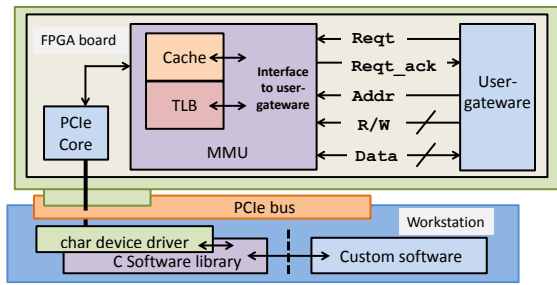 FPGA board
Cache
TLB
Interface
to user-
gateware
MMU
PCIe
Core
Reqt
Reqt_ack
Addr
R/W
Data
User-
gateware
PCIe bus
Workstation
char device driver
C Software library
Custom software